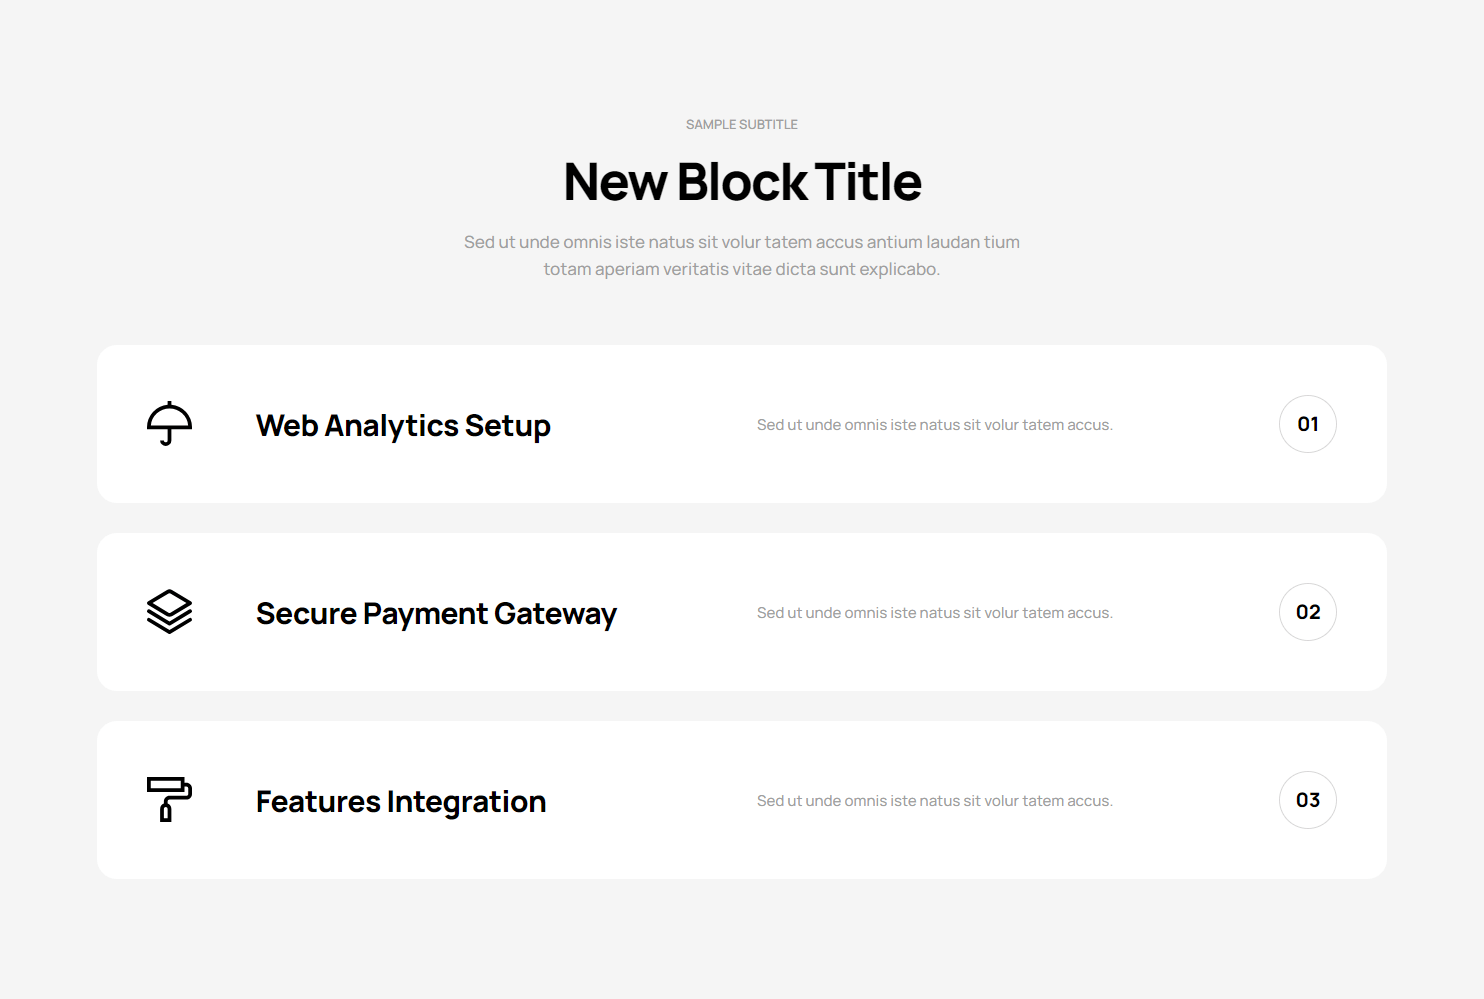 SAMPLE SUBTITLE
New Block Title
Sed ut unde omnis iste natus sit volur tatem accus antium laudan tium
totam aperiam veritatis vitae dicta sunt explicabo.
Web Analytics Setup
Sed ut unde omnis iste natus sit volur tatem accus.
01
Secure Payment Gateway
Sed ut unde omnis iste natus sit volur tatem accus.
02
Features Integration
Sed ut unde omnis iste natus sit volur tatem accus.
03